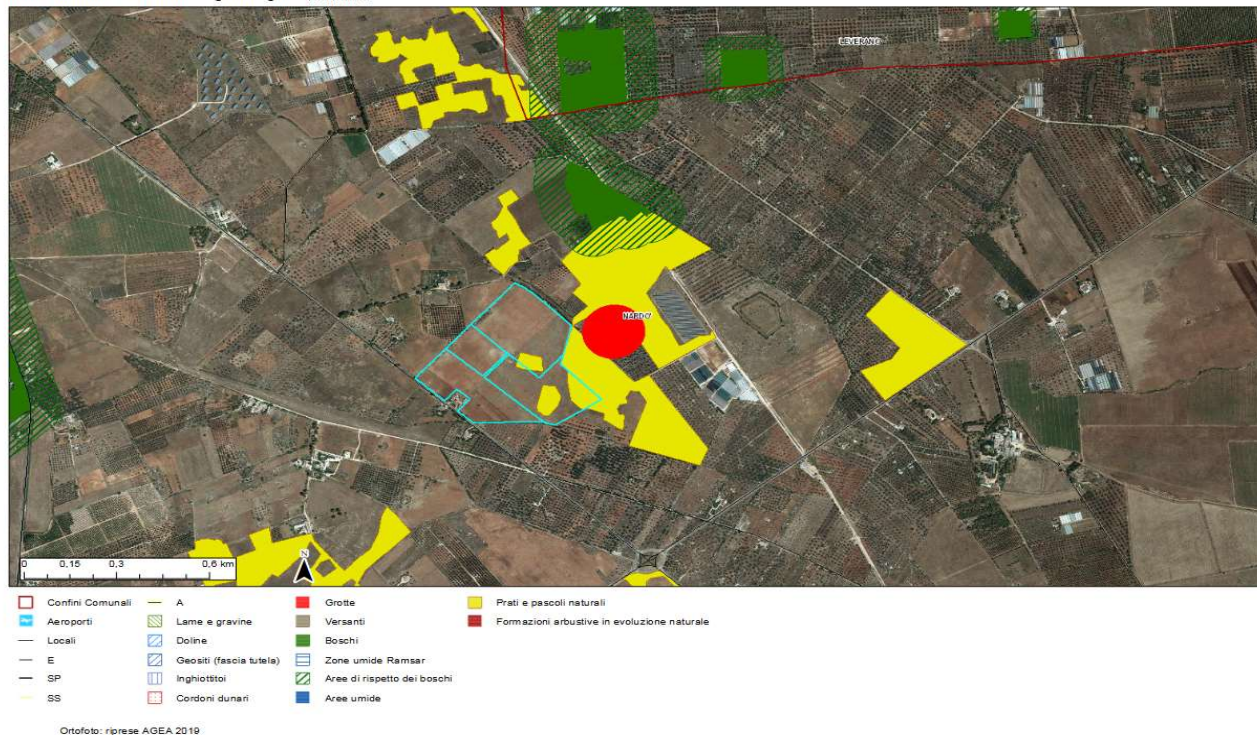 LEVERANO
NARDO'
0 0,15 0,3 0,6 km
N
Confini Comunali
Aeroporti
Locali
E
SP
SS
A
Lame e gravine
Doline
Geositi (fascia tutela)
Inghiottitoi
Cordoni dunari
Grotte
Versanti
Boschi
Zone umide Ramsar
Aree di rispetto dei boschi
Aree umide
Prati e pascoli naturali
Formazioni arbustive in evoluzione naturale
Ortofoto: riprese AGEA 2019